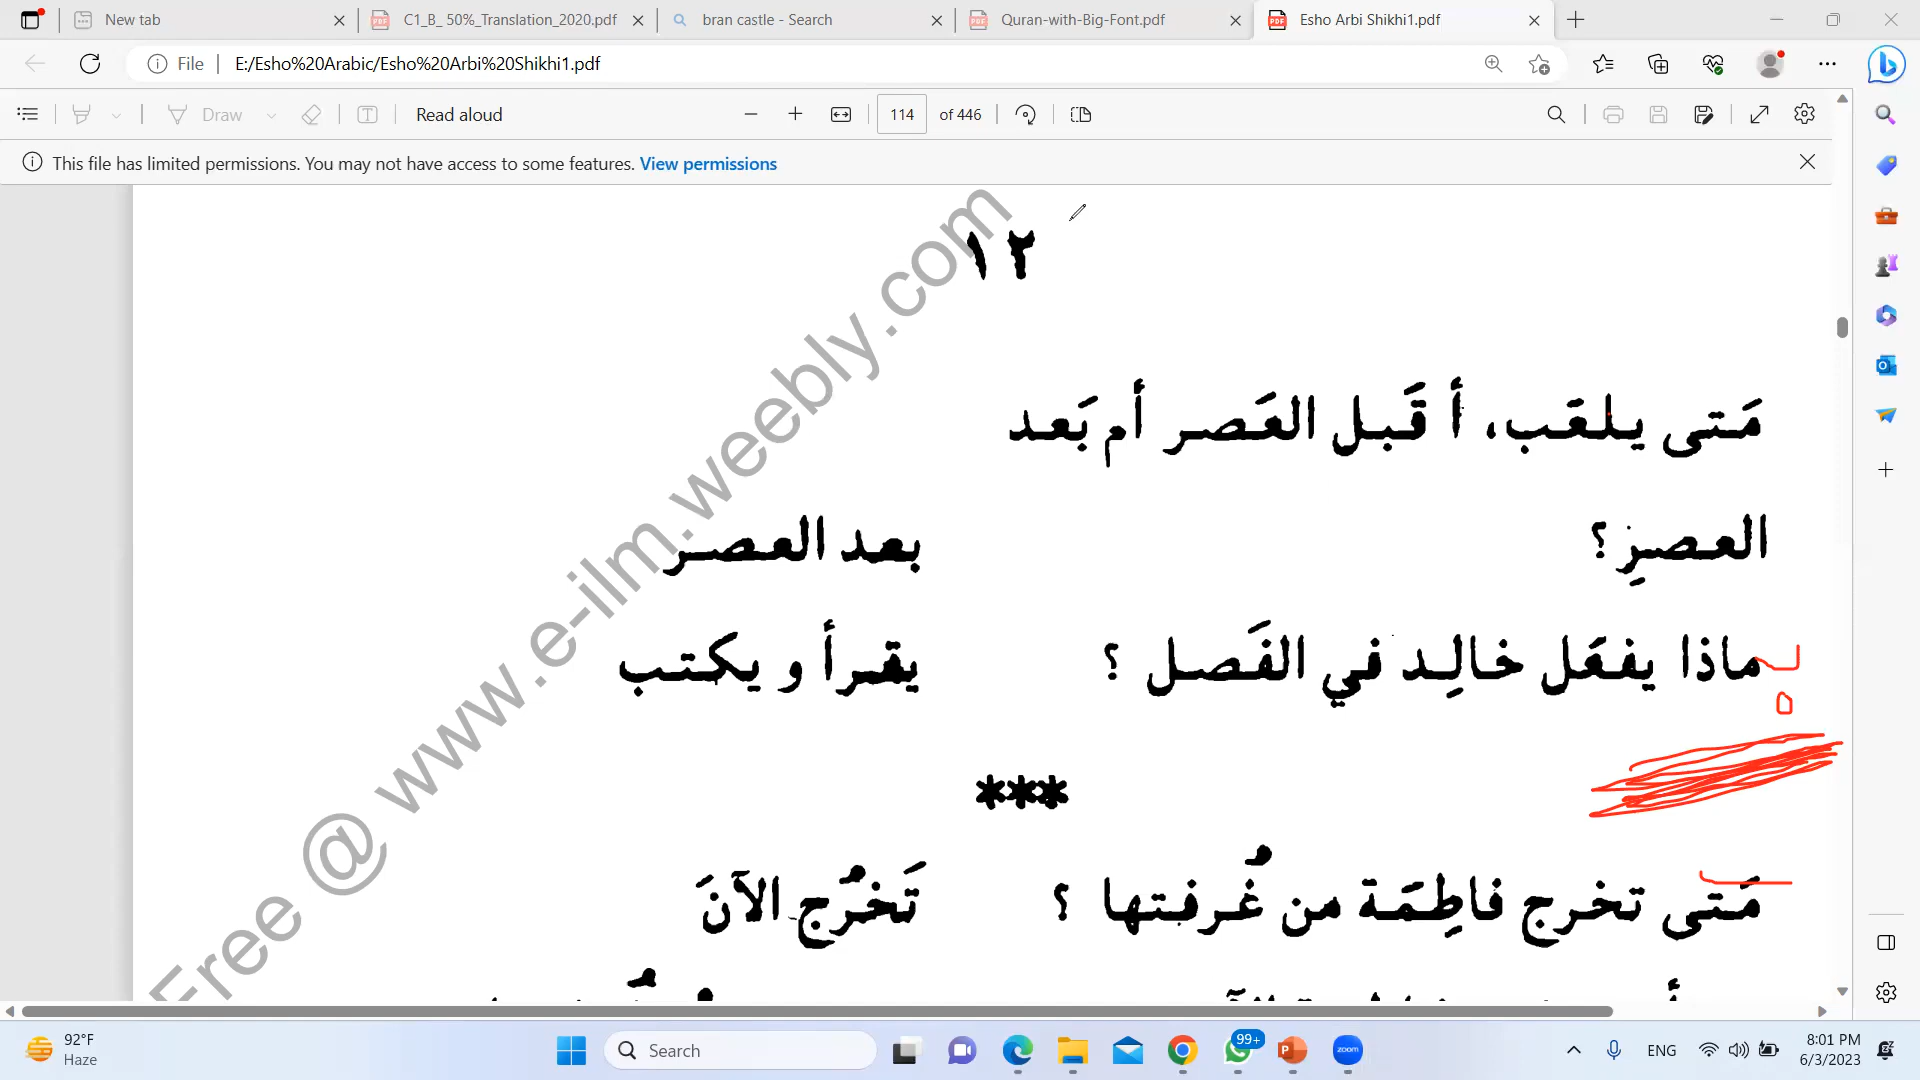 New tab
C1_B_ 50%_Translation_2020.pdf
bran castle - Search
Quran-with-Big-Font.pdf
Esho Arbi Shikhi1.pdf
File
E:/Esho%20Arabic/Esho%20Arbi%20Shikhi1.pdf
Draw
Read aloud
114 of 446
This file has limited permissions. You may not have access to some features. View permissions
١٢
مَتى يلعَب، أ قَبل العَصر أم بَعد
العصرِ ؟ بعد العصر
ماذا يفعَل خالِد في الفَصل ؟ يقرأ و يكتب
***
مَتى تخرج فاطِمَة من غُرفتها ؟ تَخرُج الآنَ
Free @ www.e-ilm.weebly.com
92°F
Haze
Search
99+
zoom
ENG
8:01 PM
6/3/2023